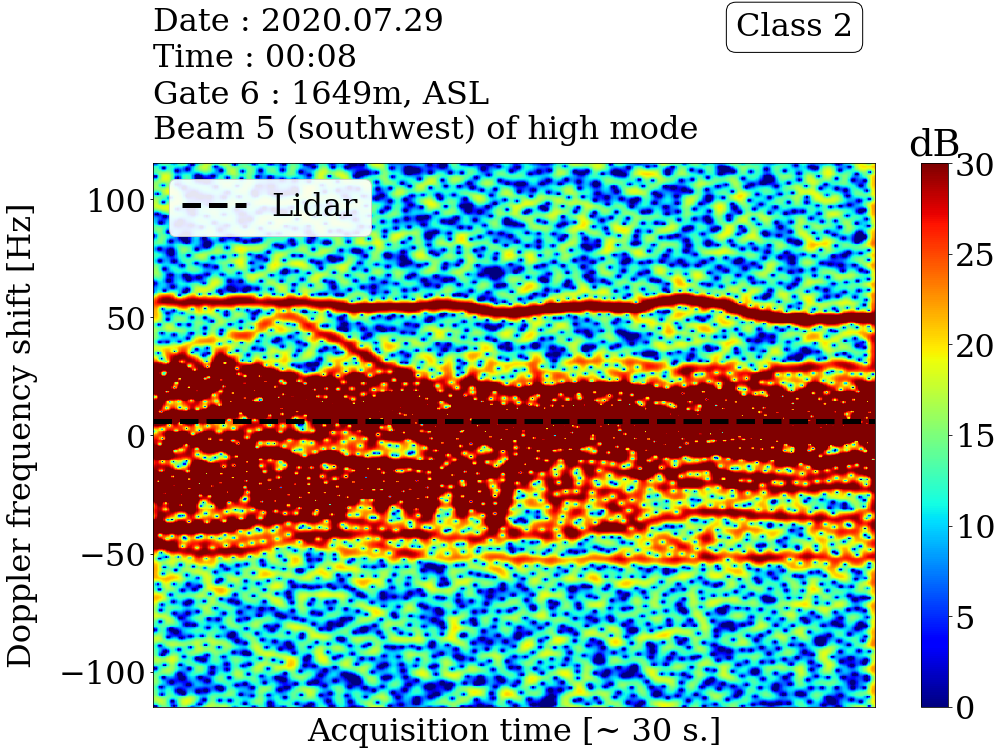 Date : 2020.07.29
Time : 00:08
Gate 6 : 1649m, ASL
Beam 5 (southwest) of high mode
Class 2
dB
Lidar
Doppler frequency shift [Hz]
100
50
0
−50
−100
Acquisition time [~ 30 s.]
30
25
20
15
10
5
0